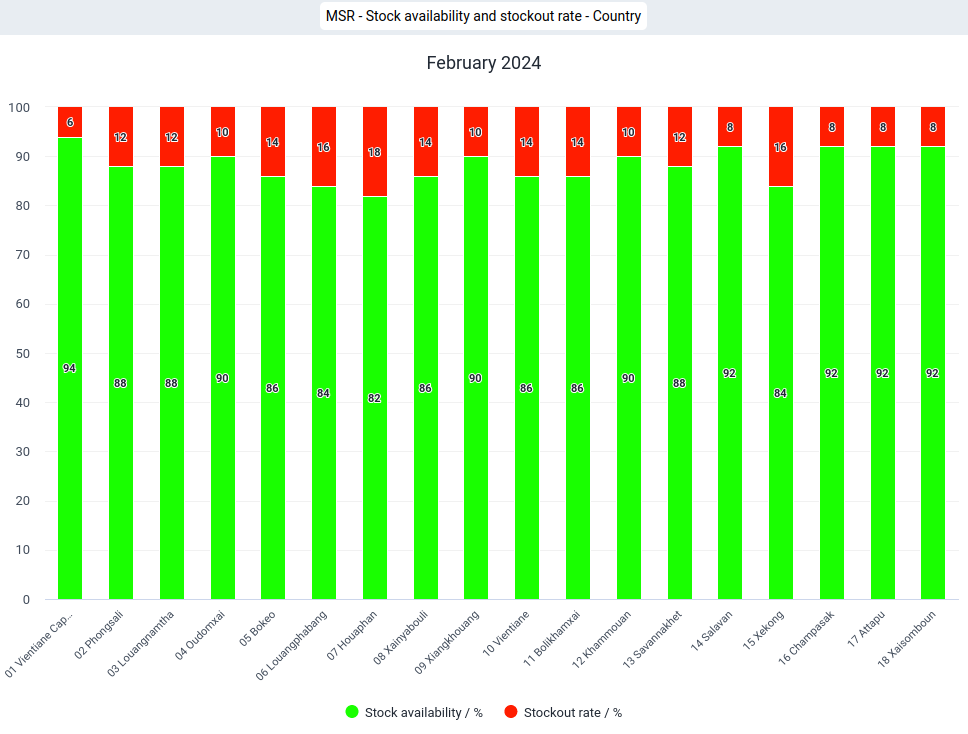 MSR - Stock availability and stockout rate - Country
February 2024
100
90
80
70
60
50
40
30
20
10
0
6
12
12
10
14
16
18
14
10
14
14
10
12
8
16
8
8
8
94
88
88
90
86
84
82
86
90
86
86
90
88
92
84
92
92
92
01 Vientiane Cap...
02 Phongsali
03 Louangnamtha
04 Oudomxai
05 Bokeo
06 Louangphabang
07 Houaphan
08 Xainyabouli
09 Xiangkhouang
10 Vientiane
11 Bolikhamxai
12 Khammouan
13 Savannakhet
14 Salavan
15 Xekong
16 Champasak
17 Attapu
18 Xaisomboun
Stock availability / %
Stockout rate / %